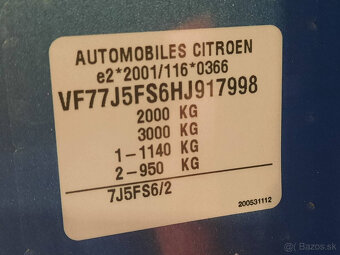 AUTOMOBILES CITROEN
e2*2001/116*0366
VF77J5FS6HJ917998
2000 KG
3000 KG
1-1140 KG
2-950 KG
7J5FS6/2
200531112
Bazos.sk